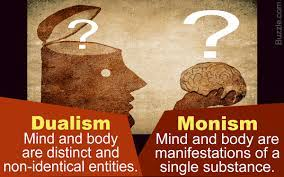 ?
?
Buzzle.com
Dualism
Mind and body
are distinct and
non-identical entities.
Monism
Mind and body are
manifestations of a
single substance.